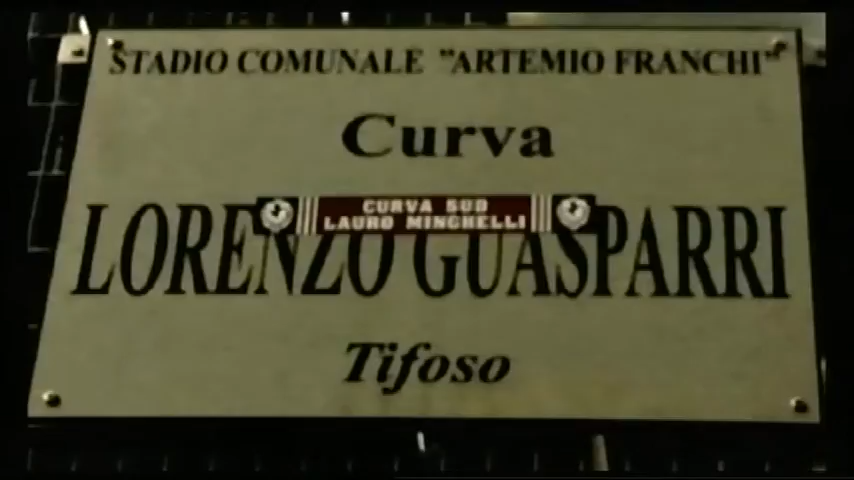 STADIO COMUNALE "ARTEMIO FRANCHI"
Curva
CURVA SUD
LAURO MINGHELLI
LORENZO GUASPARRI
Tifoso